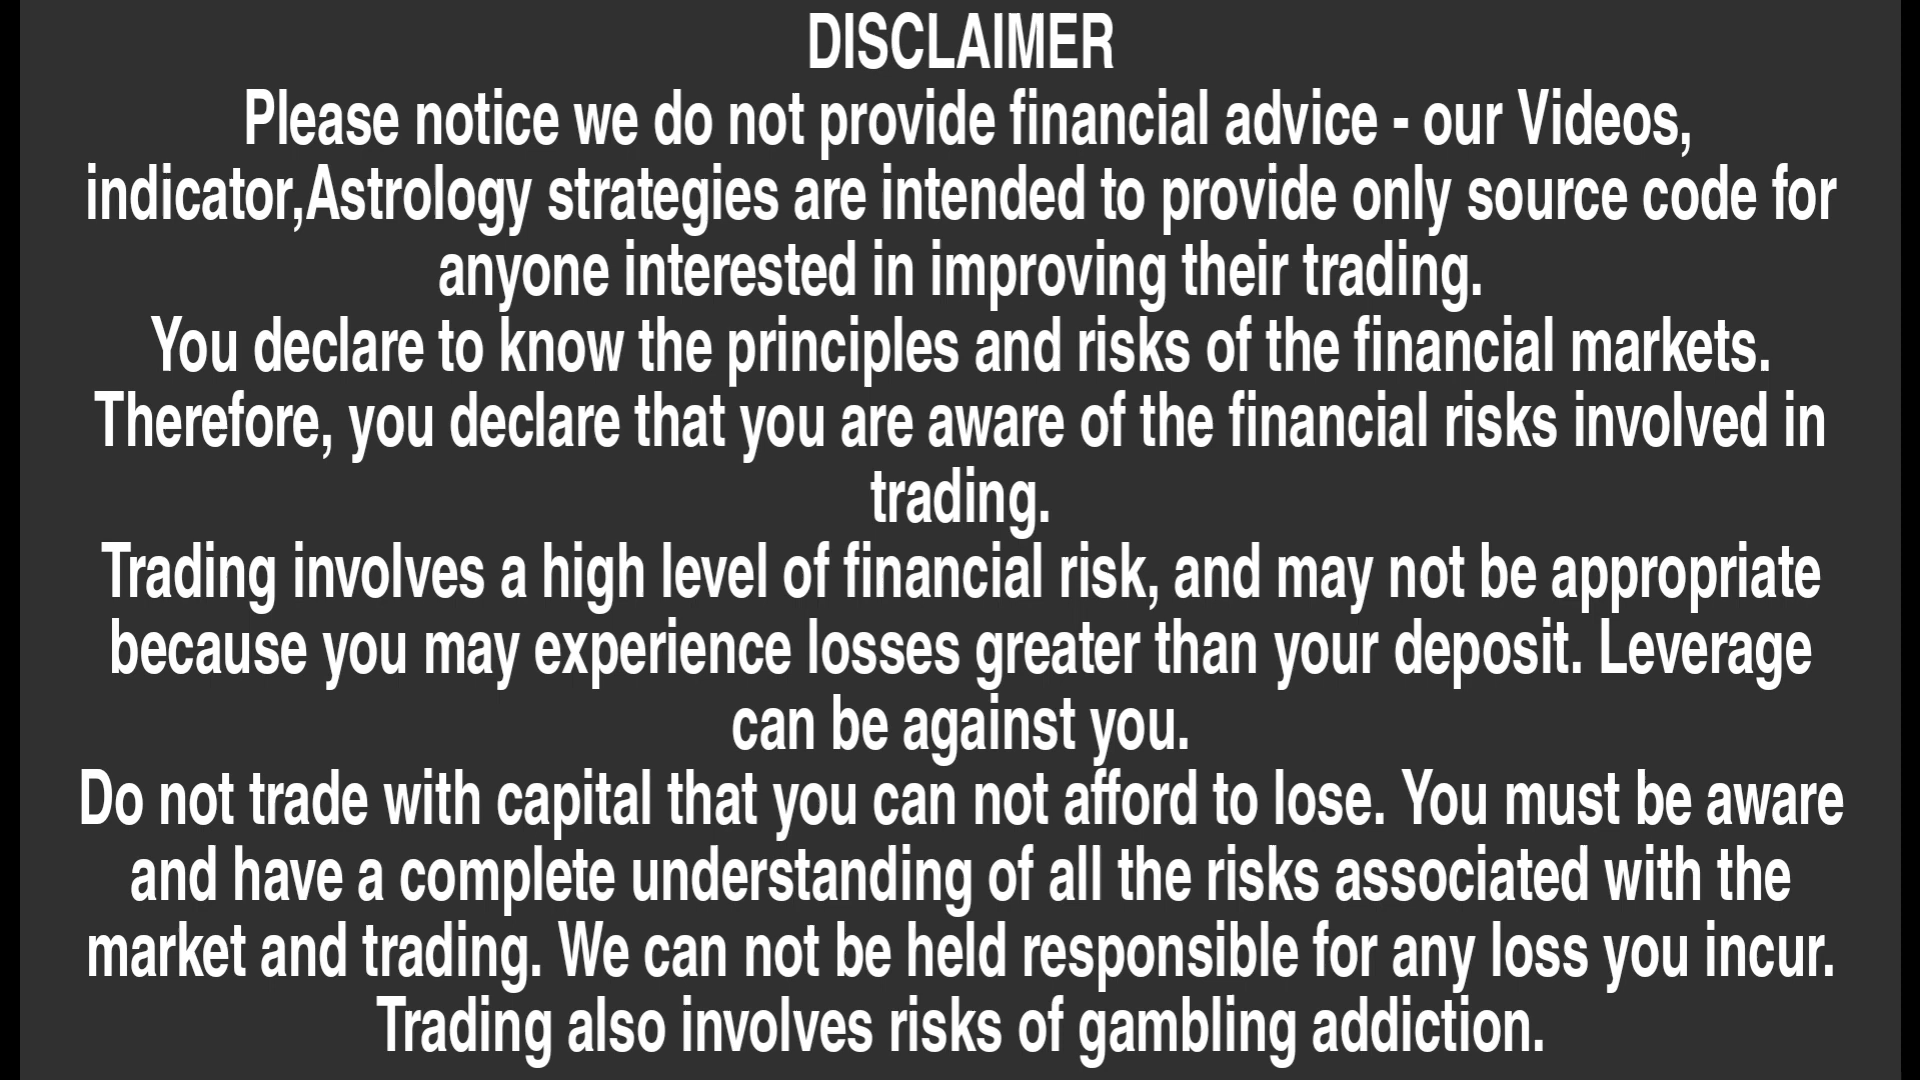 DISCLAIMER
Please notice we do not provide financial advice - our Videos,
indicator,Astrology strategies are intended to provide only source code for
anyone interested in improving their trading.
You declare to know the principles and risks of the financial markets.
Therefore, you declare that you are aware of the financial risks involved in
trading.
Trading involves a high level of financial risk, and may not be appropriate
because you may experience losses greater than your deposit. Leverage
can be against you.
Do not trade with capital that you can not afford to lose. You must be aware
and have a complete understanding of all the risks associated with the
market and trading. We can not be held responsible for any loss you incur.
Trading also involves risks of gambling addiction.